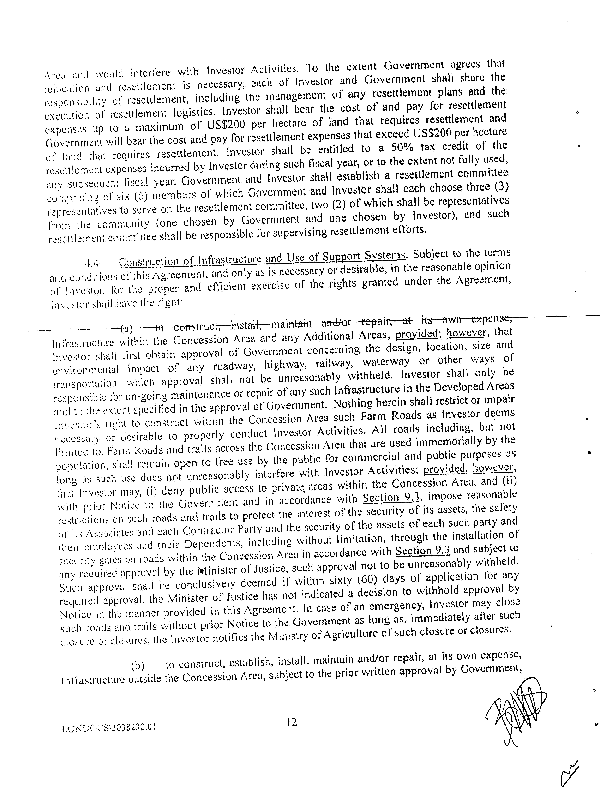 Area and would interfere with Investor Activities. To the extent Government agrees that
relocation and resettlement is necessary, each of Investor and Government shall share the
responsibility of resettlement, including the management of any resettlement plans and the
execution of resettlement logistics. Investor shall bear the cost of and pay for resettlement
expenses up to a maximum of US$200 per hectare of land that requires resettlement and
Government will bear the cost and pay for resettlement expenses that exceed US$200 per hectare
of land that requires resettlement. Investor shall be entitled to a 50% tax credit of the
resettlement expenses incurred by Investor during such fiscal year, or to the extent not fully used,
any subsequent fiscal year. Government and Investor shall establish a resettlement committee
comprising of six (6) members of which Government and Investor shall each choose three (3)
representatives to serve on the resettlement committee, two (2) of which shall be representatives
from the community (one chosen by Government and one chosen by Investor), and such
resettlement committee shall be responsible for supervising resettlement efforts.
4.4 Construction of Infrastructure and Use of Support Systems. Subject to the terms
and conditions of this Agreement, and only as is necessary or desirable, in the reasonable opinion
of Investor, for the proper and efficient exercise of the rights granted under the Agreement,
Investor shall have the right:
(a) to construct, install, maintain and/or repair, at its own expense,
Infrastructure within the Concession Area and any Additional Areas, provided; however, that
Investor shall first obtain approval of Government concerning the design, location, size and
environmental impact of any roadway, highway, railway, waterway or other ways of
transportation, which approval shall not be unreasonably withheld. Investor shall only be
responsible for on-going maintenance or repair of any such Infrastructure in the Developed Areas
and to the extent specified in the approval of Government. Nothing herein shall restrict or impair
Investor's right to construct within the Concession Area such Farm Roads as Investor deems
necessary or desirable to properly conduct Investor Activities. All roads including, but not
limited to, Farm Roads and trails across the Concession Area that are used immemorially by the
population, shall remain open to free use by the public for commercial and public purposes as
long as such use does not unreasonably interfere with Investor Activities; provided, however,
that Investor may, (i) deny public access to private areas within the Concession Area, and (ii)
with prior Notice to the Government and in accordance with Section 9.3, impose reasonable
restrictions on such roads and trails to protect the interest of the security of its assets, the safety
of its Associates and each Contracting Party and the security of the assets of each such party and
their employees and their Dependents, including without limitation, through the installation of
security gates on roads within the Concession Area in accordance with Section 9.3 and subject to
any required approval by the Minister of Justice, such approval not to be unreasonably withheld.
Such approval shall be conclusively deemed if within sixty (60) days of application for any
required approval, the Minister of Justice has not indicated a decision to withhold approval by
Notice in the manner provided in this Agreement. In case of an emergency, Investor may close
such roads and trails without prior Notice to the Government as long as, immediately after such
closure or closures, the Investor notifies the Ministry of Agriculture of such closure or closures.
(b) to construct, establish, install, maintain and/or repair, at its own expense,
Infrastructure outside the Concession Area, subject to the prior written approval by Government,
12